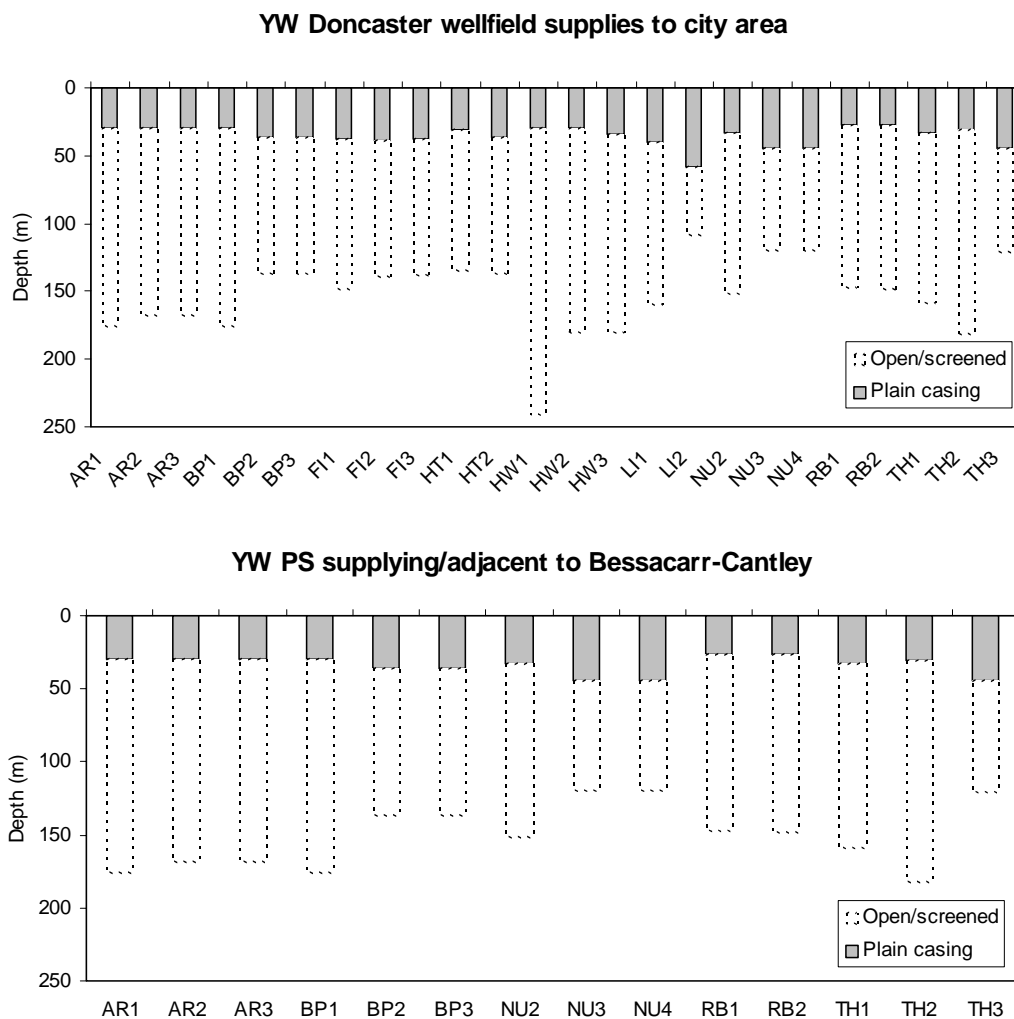 YW Doncaster wellfield supplies to city area
0
50
100
150
200
250
Depth (m)
Open/screened
Plain casing
AR1 AR2 AR3 BP1 BP2 BP3 FI1 FI2 FI3 HT1 HT2 HW1 HW2 HW3 LI1 LI2 NU2 NU3 NU4 RB1 RB2 TH1 TH2 TH3
YW PS supplying/adjacent to Bessacarr-Cantley
0
50
100
150
200
250
Depth (m)
Open/screened
Plain casing
AR1 AR2 AR3 BP1 BP2 BP3 NU2 NU3 NU4 RB1 RB2 TH1 TH2 TH3